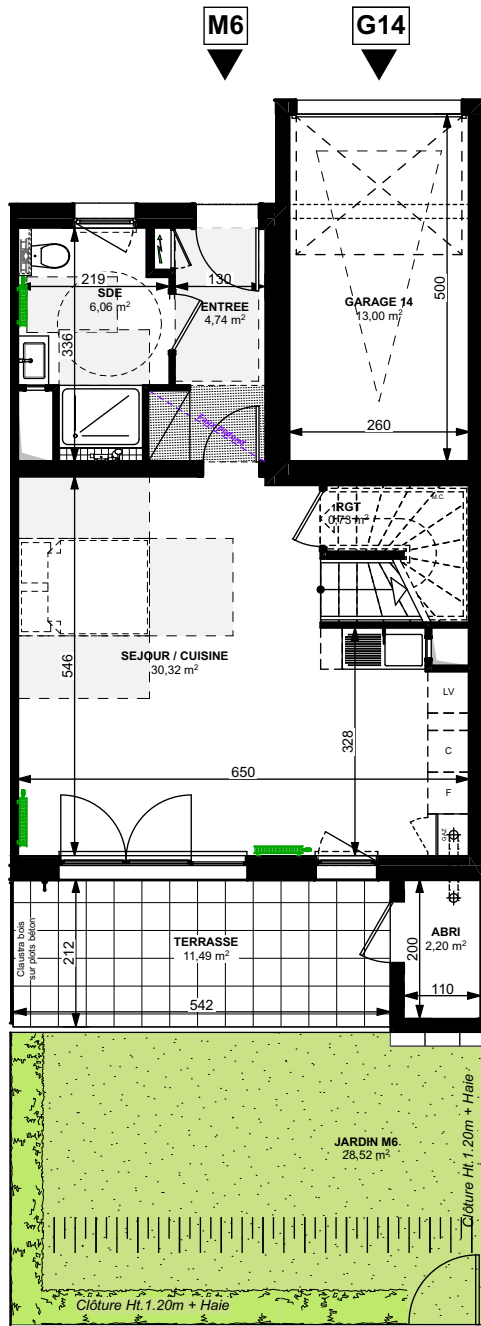 M6
G14
219
SDE
6,06 m²
336
130
ENTREE
4,74 m²
GARAGE 14
13,00 m²
500
260
Faux plafond
M.C.
RGT
0,73 m²
SEJOUR / CUISINE
30,32 m²
546
328
650
LV
C
F
GAZ
Claustra bois
sur plots béton
212
TERRASSE
11,49 m²
542
ABRI
2,20 m²
200
110
JARDIN M6
28,52 m²
Clôture Ht.1.20m + Haie
Clôture Ht.1.20m + Haie